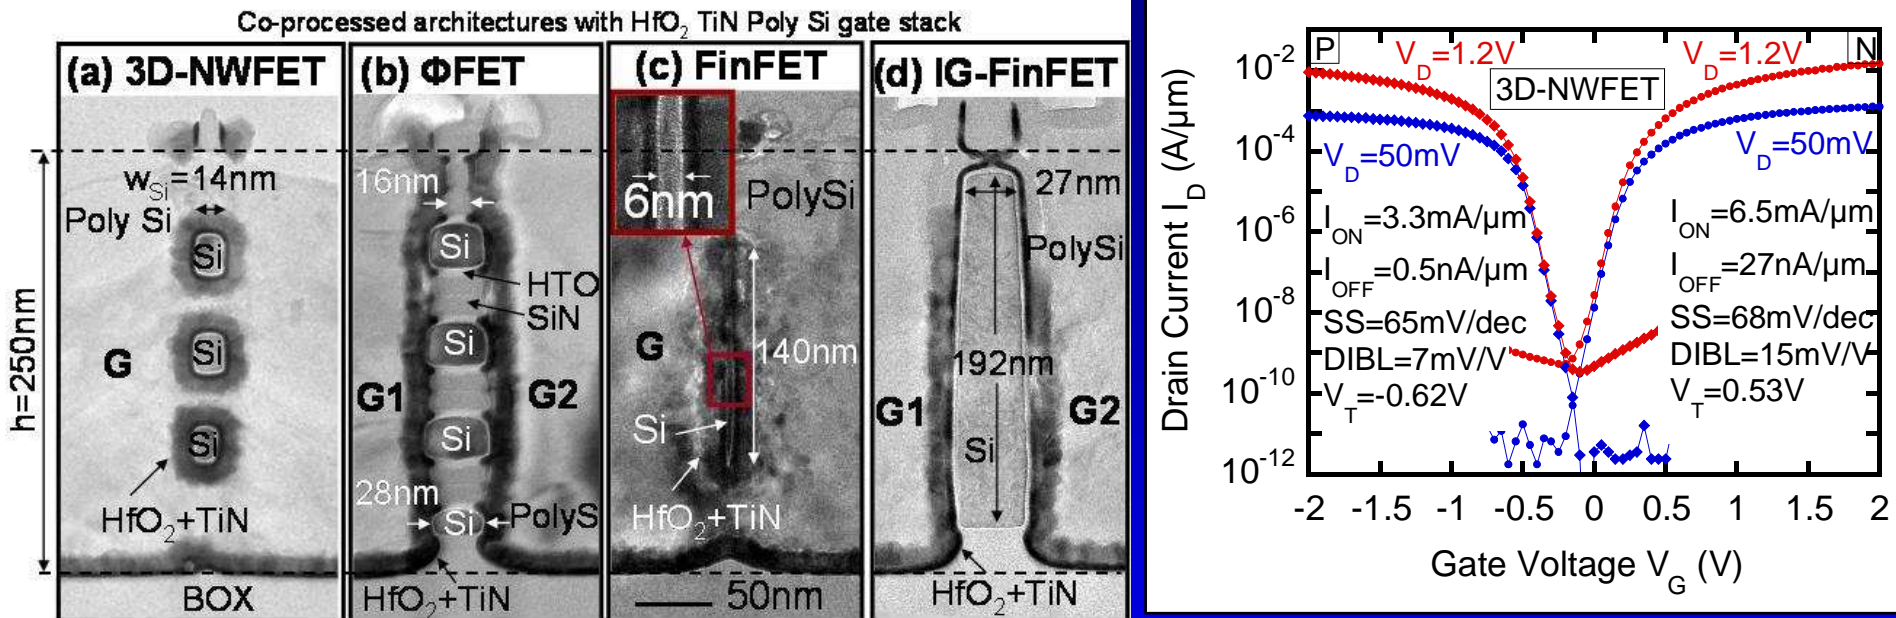 Co-processed architectures with HfO2 TiN Poly Si gate stack
(a) 3D-NWFET
wSi=14nm
Poly Si
Si
Si
G
Si
HfO2+TiN
BOX
h=250nm
(b) ΦFET
16nm
Si
HTO
SiN
Si
G1
G2
Si
28nm
Si
PolyS
HfO2+TiN
(c) FinFET
6nm
PolySi
G
140nm
Si
HfO2+TiN
50nm
(d) IG-FinFET
27nm
PolySi
192nm
G1
G2
Si
HfO2+TiN
P
N
VD=1.2V
VD=1.2V
3D-NWFET
VD=50mV
VD=50mV
ION=3.3mA/µm
IOFF=0.5nA/µm
SS=65mV/dec
DIBL=7mV/V
VT=-0.62V
ION=6.5mA/µm
IOFF=27nA/µm
SS=68mV/dec
DIBL=15mV/V
VT=0.53V
Drain Current ID (A/µm)
10-2
10-4
10-6
10-8
10-10
10-12
-2 -1.5 -1 -0.5 0 0.5 1 1.5 2
Gate Voltage VG (V)